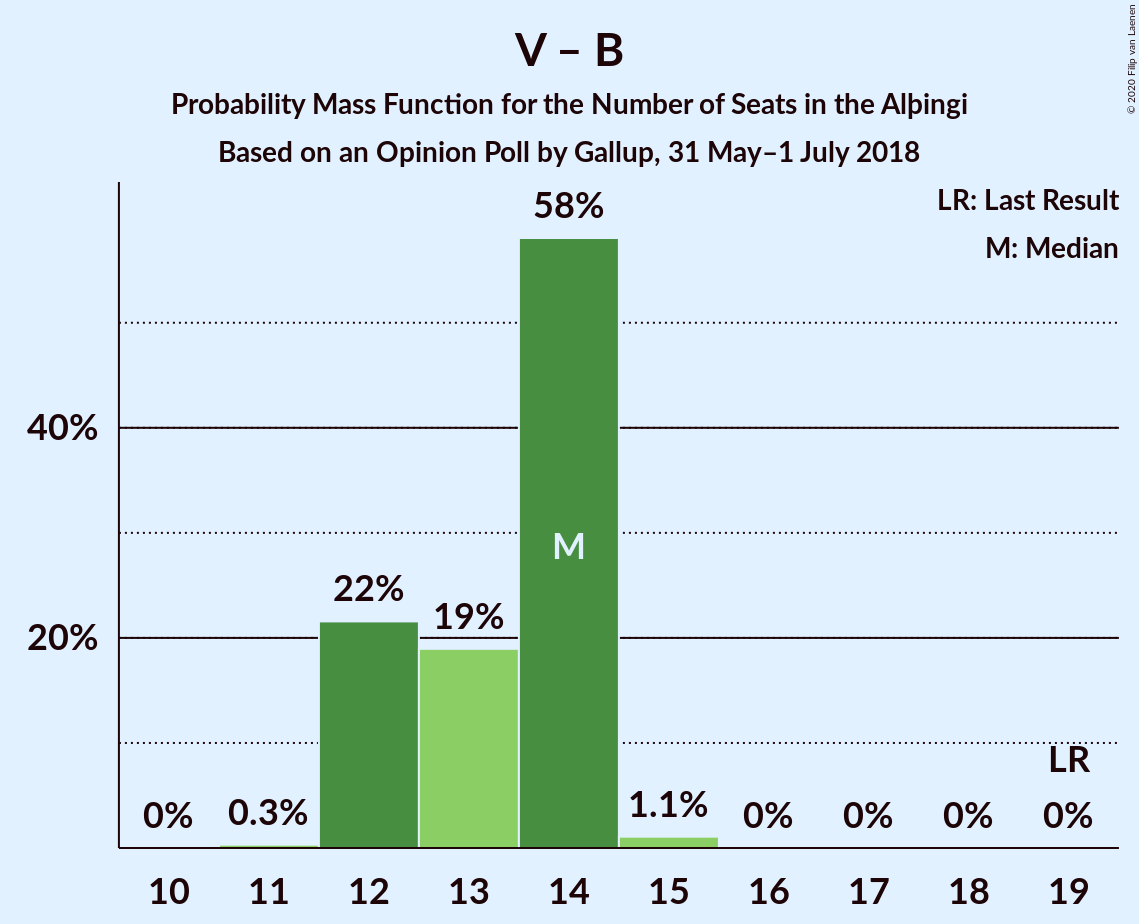 V – B
Probability Mass Function for the Number of Seats in the Alþingi
Based on an Opinion Poll by Gallup, 31 May–1 July 2018
© 2020 Filip van Laenen
LR: Last Result
M: Median
58%
40%
M
22%
19%
20%
LR
0%
0.3%
1.1%
0%
0%
0%
0%
10 11 12 13 14 15 16 17 18 19